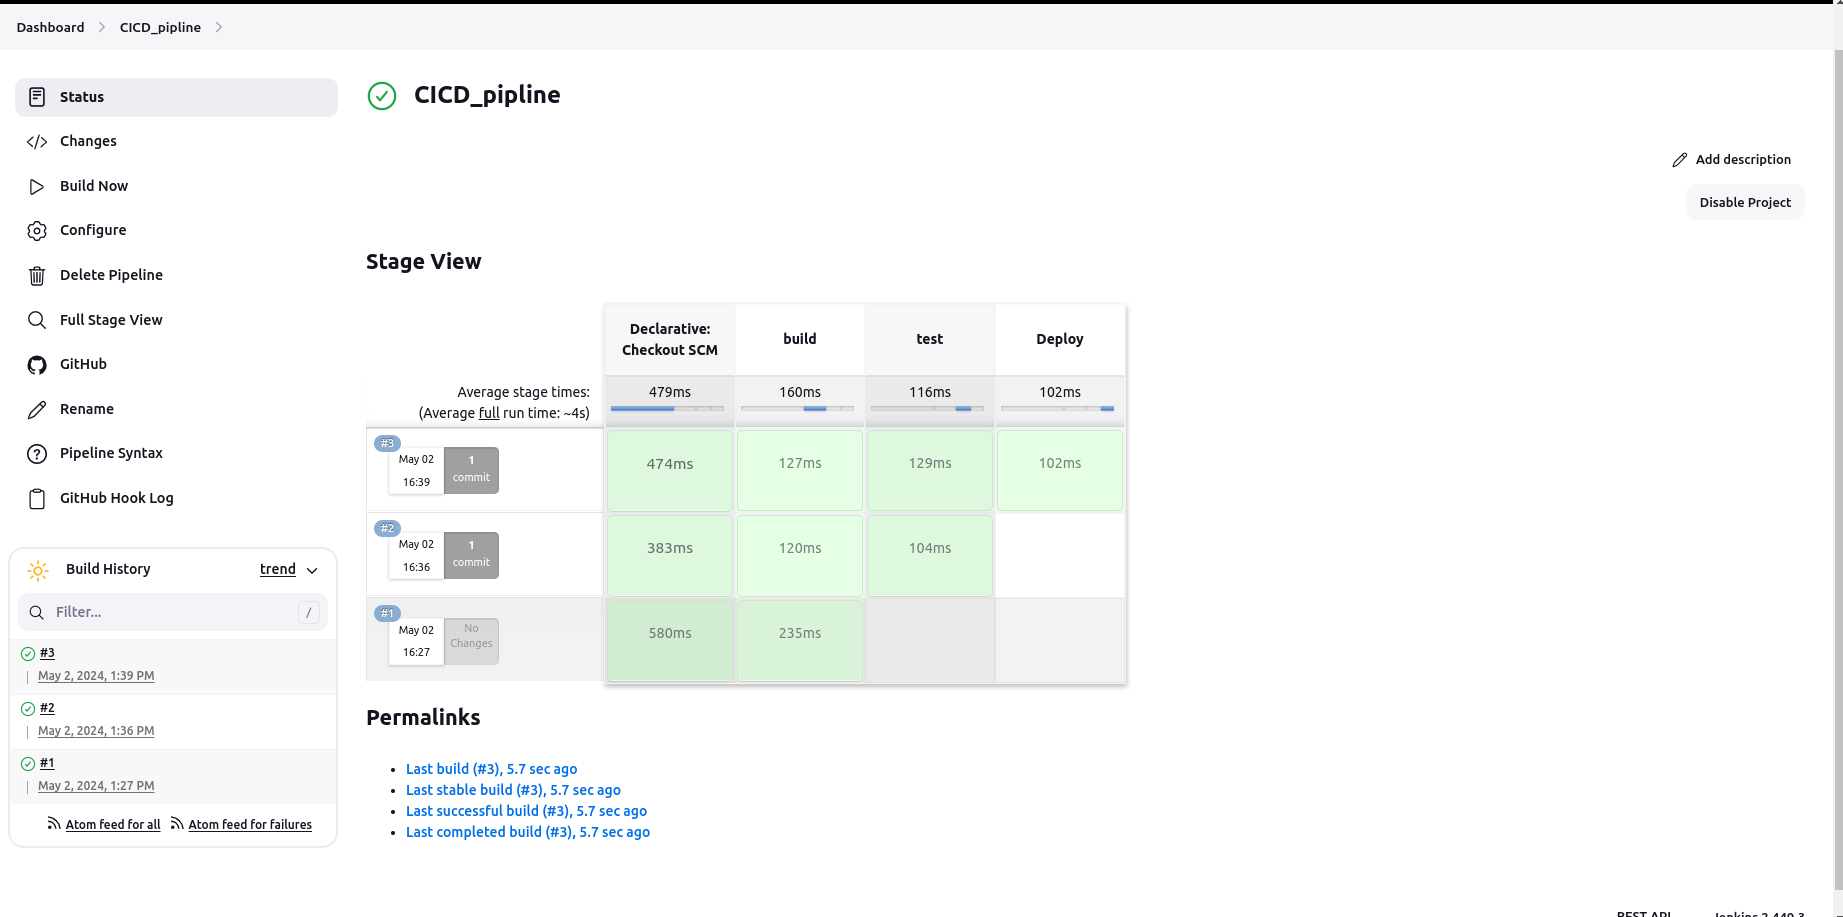 Dashboard
CICD_pipline
Status
Changes
Build Now
Configure
Delete Pipeline
Full Stage View
GitHub
Rename
Pipeline Syntax
GitHub Hook Log
Build History
trend
Filter...
/
#3
May 2, 2024, 1:39 PM
#2
May 2, 2024, 1:36 PM
#1
May 2, 2024, 1:27 PM
Atom feed for all
Atom feed for failures
CICD_pipline
Add description
Disable Project
Stage View
Declarative:
Checkout SCM
build
test
Deploy
Average stage times:
(Average full run time: ~4s)
479ms
160ms
116ms
102ms
#3
May 02
16:39
1
commit
474ms
127ms
129ms
102ms
#2
May 02
16:36
1
commit
383ms
120ms
104ms
#1
May 02
16:27
No
Changes
580ms
235ms
Permalinks
Last build (#3), 5.7 sec ago
Last stable build (#3), 5.7 sec ago
Last successful build (#3), 5.7 sec ago
Last completed build (#3), 5.7 sec ago
REST API
Jenkins 2.440.3